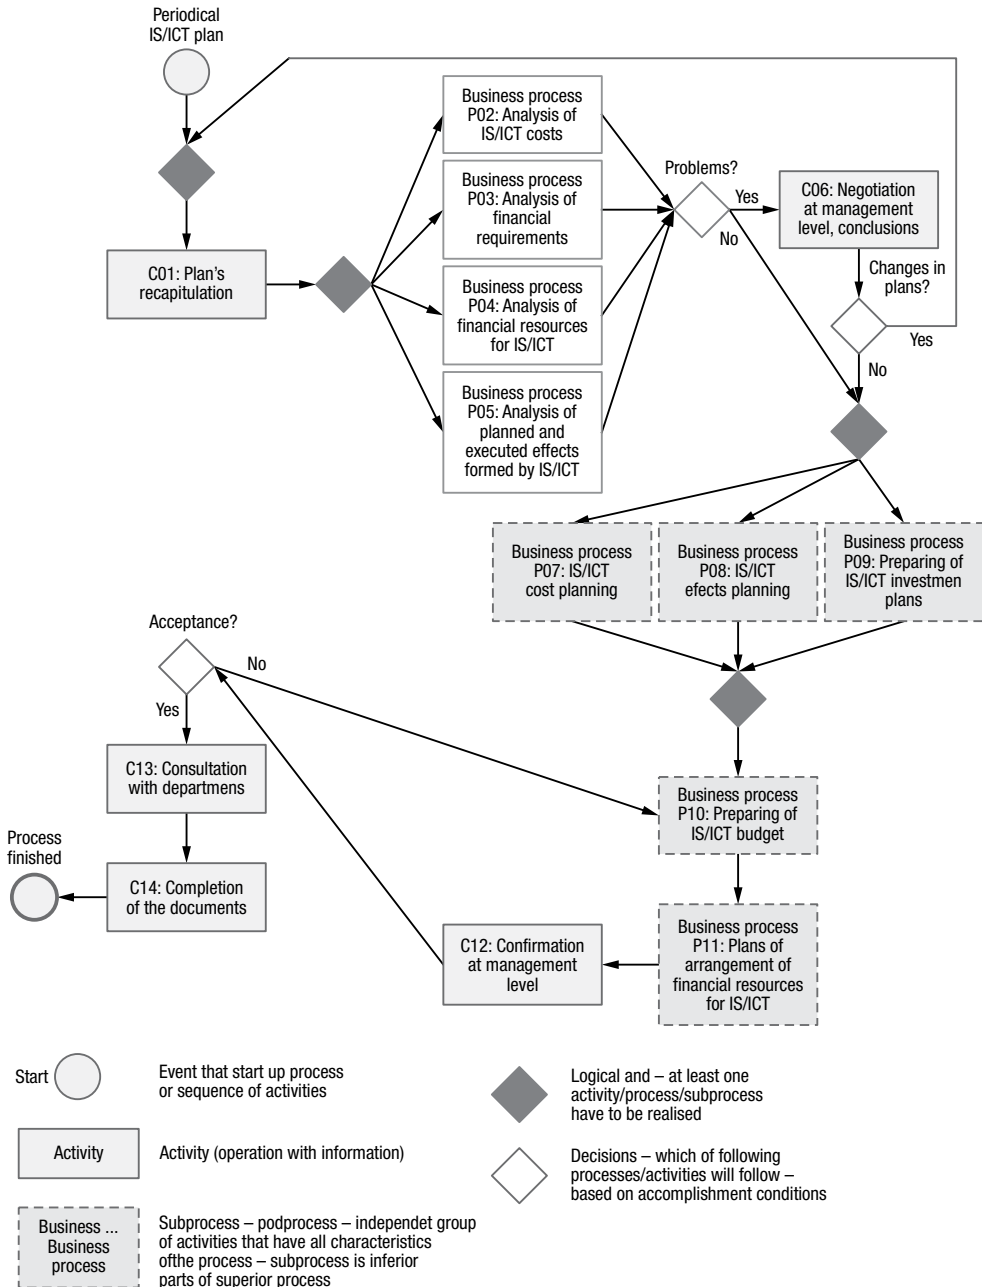 Periodical
IS/ICT plan
Business process
P02: Analysis of
IS/ICT costs
Business process
P03: Analysis of
financial
requirements
Business process
P04: Analysis of
financial resources
for IS/ICT
Business process
P05: Analysis of
planned and
executed effects
formed by IS/ICT
C01: Plan's
recapitulation
Problems?
Yes
No
C06: Negotiation
at management
level, conclusions
Changes in
plans?
Yes
No
Business process
P07: IS/ICT
cost planning
Business process
P08: IS/ICT
efects planning
Business process
P09: Preparing of
IS/ICT investmen
plans
Acceptance?
No
Yes
C13: Consultation
with departmens
Business process
P10: Preparing of
IS/ICT budget
Process
finished
C14: Completion
of the documents
C12: Confirmation
at management
level
Business process
P11: Plans of
arrangement of
financial resources
for IS/ICT
Start
Event that start up process
or sequence of activities
Activity
Activity (operation with information)
Business ...
Business
process
Subprocess – podprocess – independet group
of activities that have all characteristics
ofthe process – subprocess is inferior
parts of superior process
Logical and – at least one
activity/process/subprocess
have to be realised
Decisions – which of following
processes/activities will follow –
based on accomplishment conditions